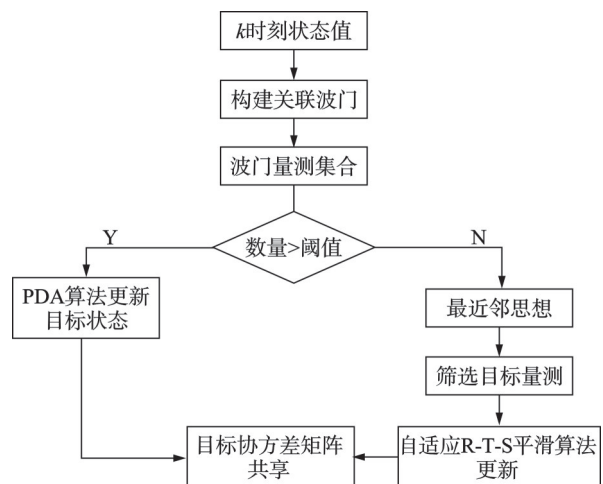 k时刻状态值
构建关联波门
波门量测集合
数量>阈值
Y
N
PDA算法更新
目标状态
最近邻思想
筛选目标量测
自适应R-T-S平滑算法
更新
目标协方差矩阵
共享